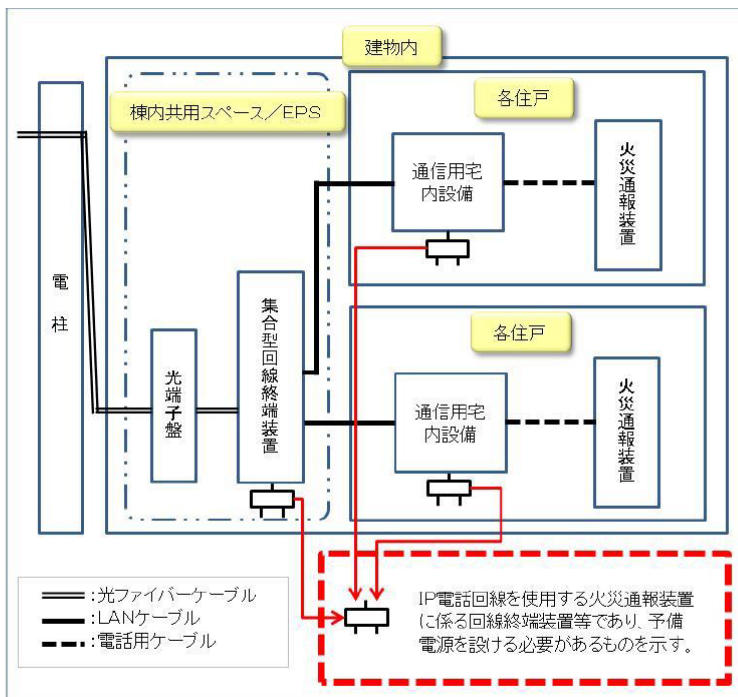 建物内
棟内共用スペース／EPS
各住戸
電柱
光端子盤
集合型回線終端装置
通信用宅
内設備
火災通報装置
各住戸
通信用宅
内設備
火災通報装置
：光ファイバーケーブル
：LANケーブル
：電話用ケーブル
IP電話回線を使用する火災通報装置
に係る回線終端装置等であり、予備
電源を設ける必要があるものを示す。